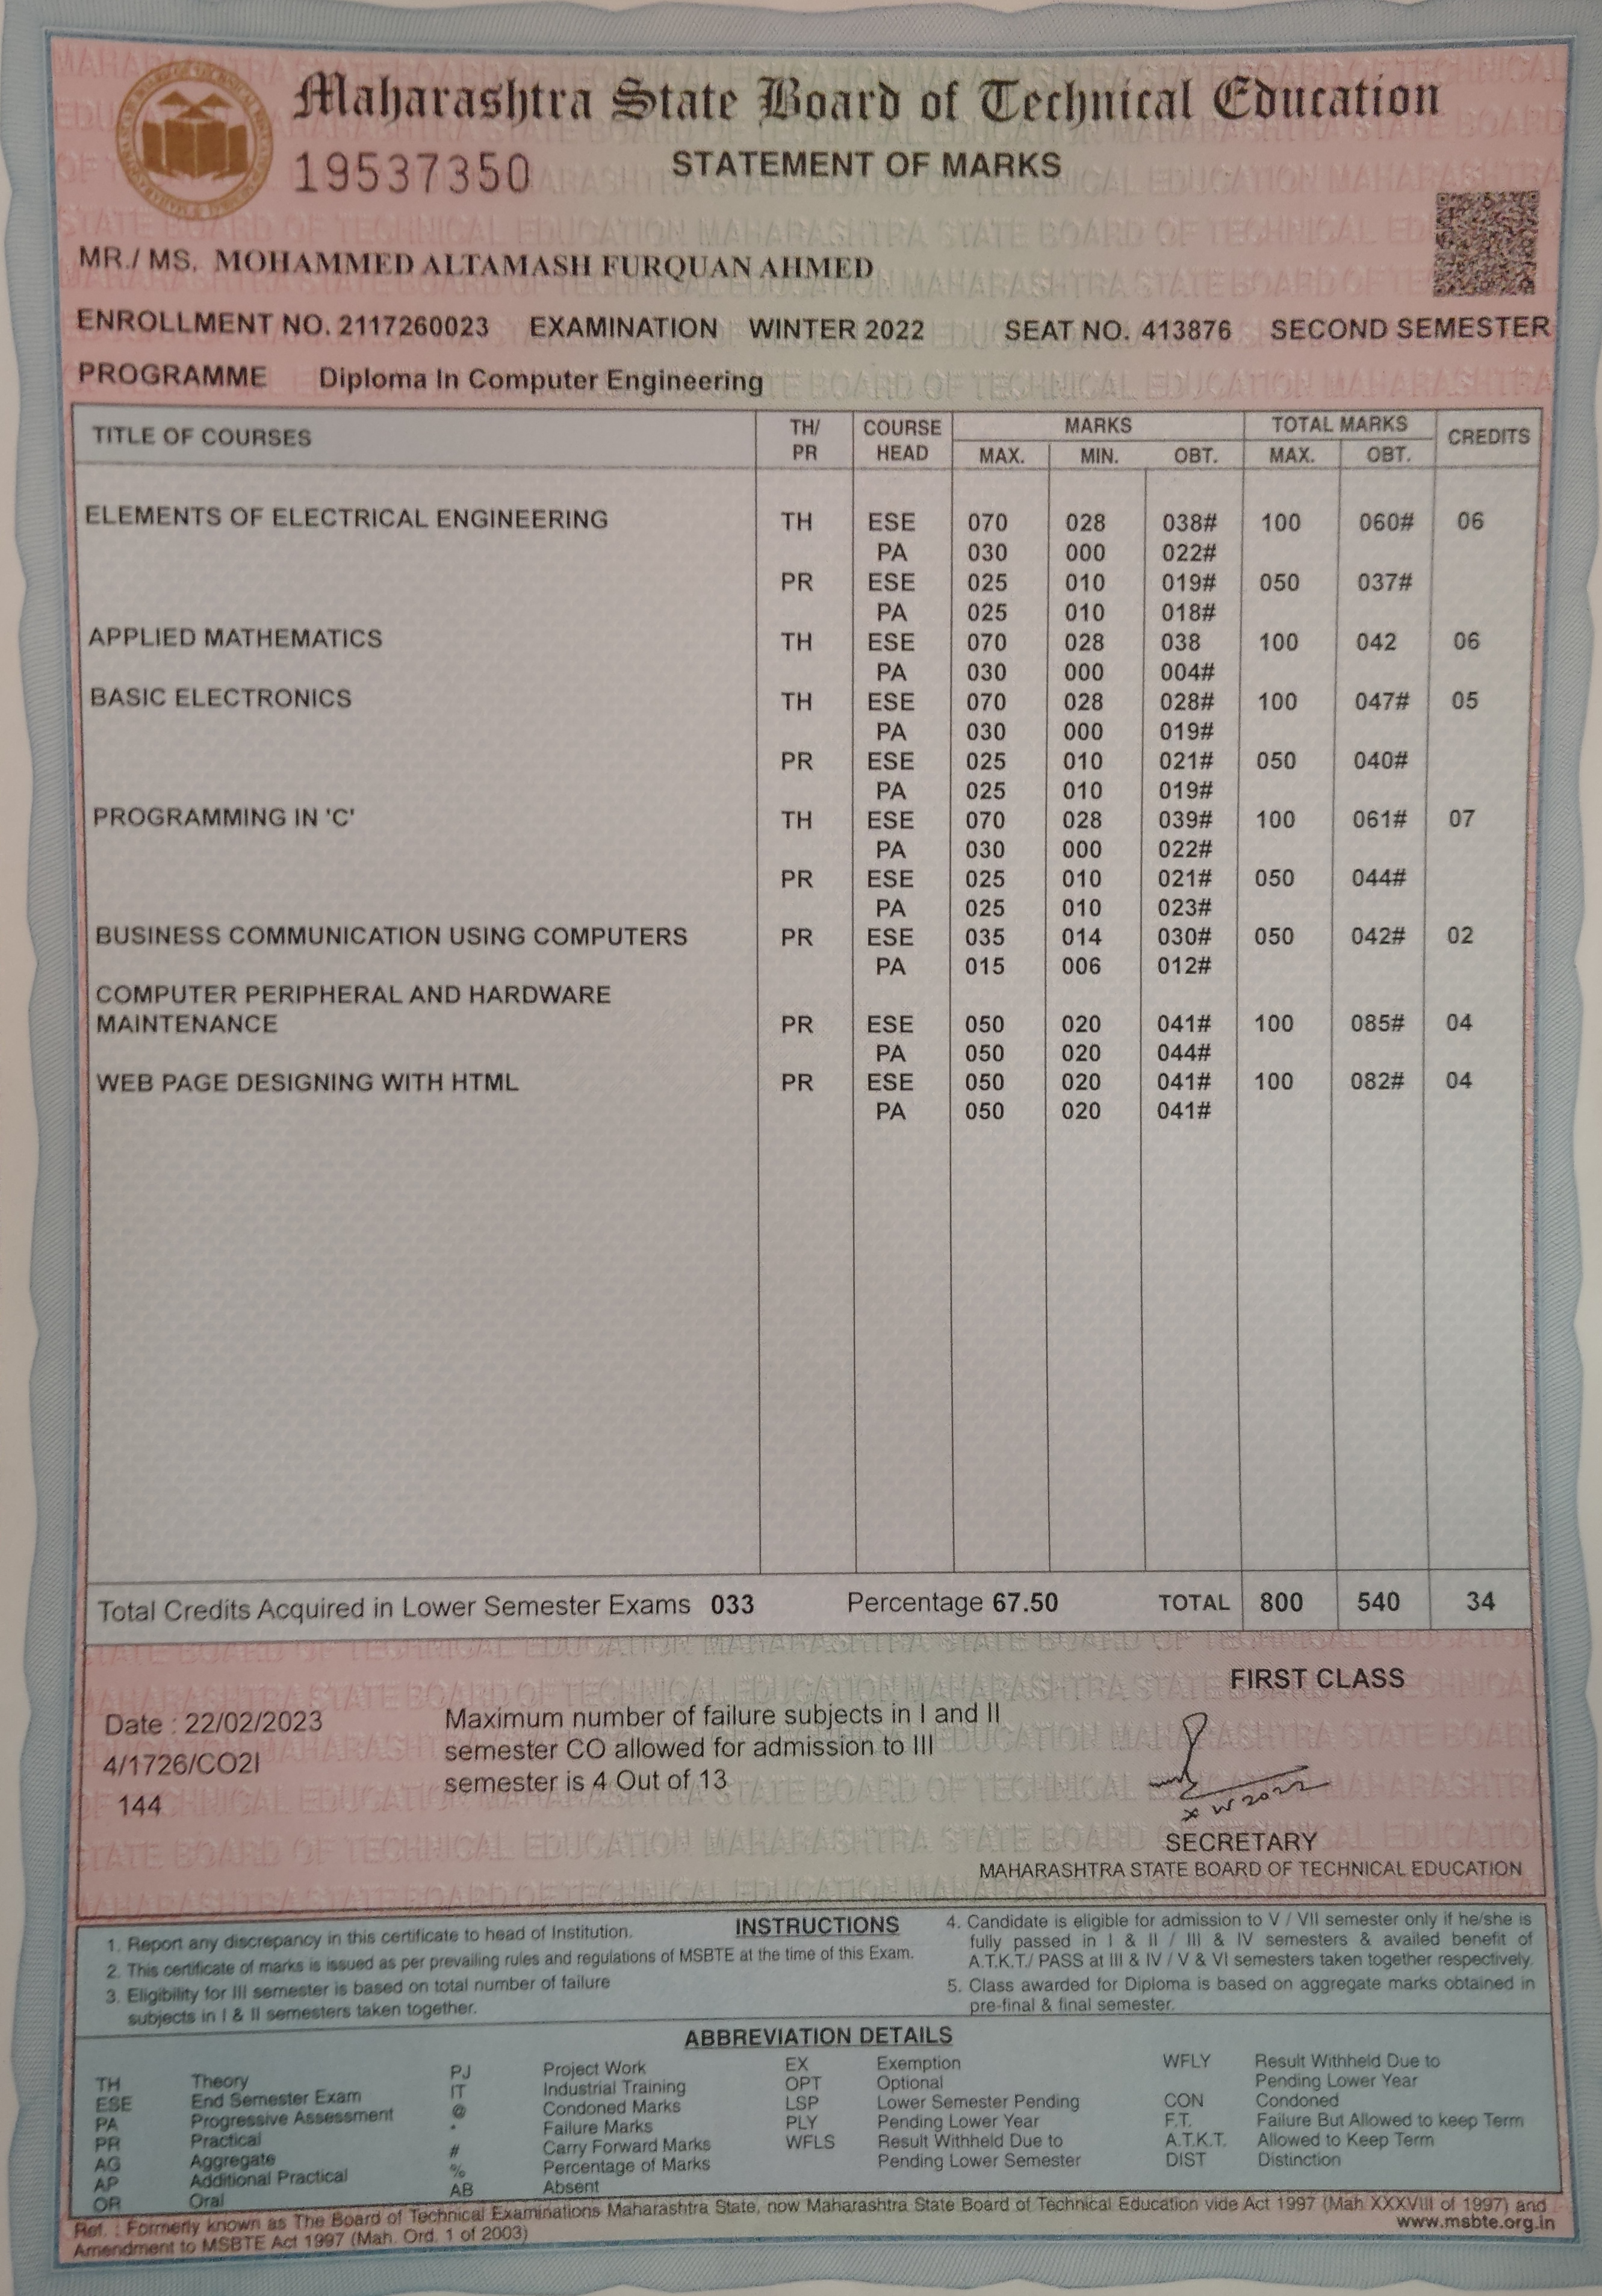 Maharashtra State Board of Technical Education
19537350 STATEMENT OF MARKS
MR./ MS. MOHAMMED ALTAMASH FURQUAN AHMED
ENROLLMENT NO. 2117260023 EXAMINATION WINTER 2022 SEAT NO. 413876 SECOND SEMESTER
PROGRAMME Diploma In Computer Engineering
TITLE OF COURSES TH/ PR COURSE HEAD MARKS TOTAL MARKS CREDITS
MAX. MIN. OBT. MAX. OBT.
ELEMENTS OF ELECTRICAL ENGINEERING TH ESE 070 028 038# 100 060# 06
PA 030 000 022#
PR ESE 025 010 019# 050 037#
PA 025 010 018#
APPLIED MATHEMATICS TH ESE 070 028 038 100 042 06
PA 030 000 004#
BASIC ELECTRONICS TH ESE 070 028 028# 100 047# 05
PA 030 000 019#
PR ESE 025 010 021# 050 040#
PA 025 010 019#
PROGRAMMING IN 'C' TH ESE 070 028 039# 100 061# 07
PA 030 000 022#
PR ESE 025 010 021# 050 044#
PA 025 010 023#
BUSINESS COMMUNICATION USING COMPUTERS PR ESE 035 014 030# 050 042# 02
PA 015 006 012#
COMPUTER PERIPHERAL AND HARDWARE
MAINTENANCE PR ESE 050 020 041# 100 085# 04
PA 050 020 044#
WEB PAGE DESIGNING WITH HTML PR ESE 050 020 041# 100 082# 04
PA 050 020 041#
Total Credits Acquired in Lower Semester Exams 033 Percentage 67.50 TOTAL 800 540 34
FIRST CLASS
Date : 22/02/2023
4/1726/CO2I
144
Maximum number of failure subjects in I and II
semester CO allowed for admission to III
semester is 4 Out of 13
W 2022
SECRETARY
MAHARASHTRA STATE BOARD OF TECHNICAL EDUCATION
INSTRUCTIONS
1. Report any discrepancy in this certificate to head of Institution.
2. This certificate of marks is issued as per prevailing rules and regulations of MSBTE at the time of this Exam.
3. Eligibility for III semester is based on total number of failure
subjects in I & II semesters taken together.
4. Candidate is eligible for admission to V / VII semester only if he/she is
fully passed in I & II / III & IV semesters & availed benefit of
A.T.K.T./ PASS at III & IV / V & VI semesters taken together respectively.
5. Class awarded for Diploma is based on aggregate marks obtained in
pre-final & final semester.
ABBREVIATION DETAILS
TH Theory
ESE End Semester Exam
PA Progressive Assessment
PR Practical
AG Aggregate
AP Additional Practical
OR Oral
PJ Project Work
IT Industrial Training
@ Condoned Marks
* Failure Marks
# Carry Forward Marks
% Percentage of Marks
AB Absent
EX Exemption
OPT Optional
LSP Lower Semester Pending
PLY Pending Lower Year
WFLS Result Withheld Due to
Pending Lower Semester
WFLY Result Withheld Due to
Pending Lower Year
CON Condoned
F.T. Failure But Allowed to keep Term
A.T.K.T. Allowed to Keep Term
DIST Distinction
Ref. : Formerly known as The Board of Technical Examinations Maharashtra State, now Maharashtra State Board of Technical Education vide Act 1997 (Mah XXXVIII of 1997) and
Amendment to MSBTE Act 1997 (Mah. Ord. 1 of 2003)
www.msbte.org.in